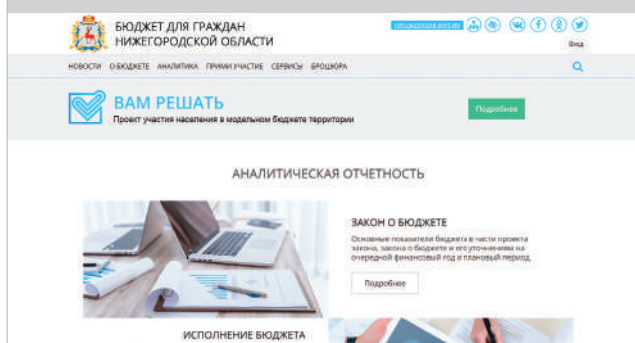 БЮДЖЕТ ДЛЯ ГРАЖДАН
НИЖЕГОРОДСКОЙ ОБЛАСТИ
Вход
НОВОСТИ О БЮДЖЕТЕ АНАЛИТИКА ПРИМИ УЧАСТИЕ СЕРВИСЫ БРОШЮРА
ВАМ РЕШАТЬ
Проект участия населения в модельном бюджете территории
Подробнее
АНАЛИТИЧЕСКАЯ ОТЧЕТНОСТЬ
ЗАКОН О БЮДЖЕТЕ
Основные показатели бюджета в части проекта
закона, закона о бюджете и его уточнениям на
очередной финансовый год и плановый период
Подробнее
ИСПОЛНЕНИЕ БЮДЖЕТА